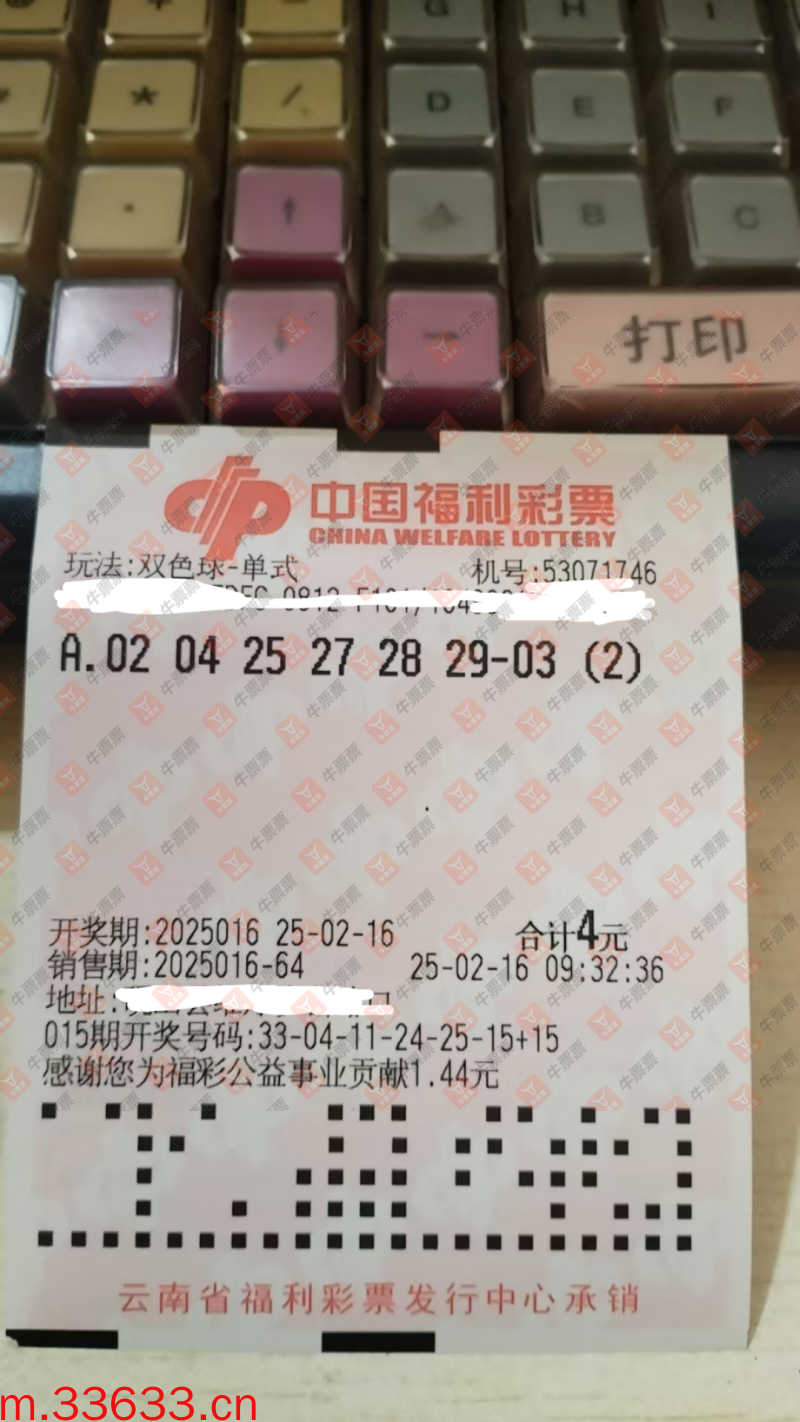 G H I
* / D E F
· † B C
→ 打印
中国福利彩票
CHINA WELFARE LOTTERY
玩法:双色球-单式 机号:53071746
A.02 04 25 27 28 29-03 (2)
开奖期:2025016 25-02-16 合计4元
销售期:2025016-64 25-02-16 09:32:36
地址:
015期开奖号码:33-04-11-24-25-15+15
感谢您为福彩公益事业贡献1.44元
云南省福利彩票发行中心承销
m.33633.cn
牛票票